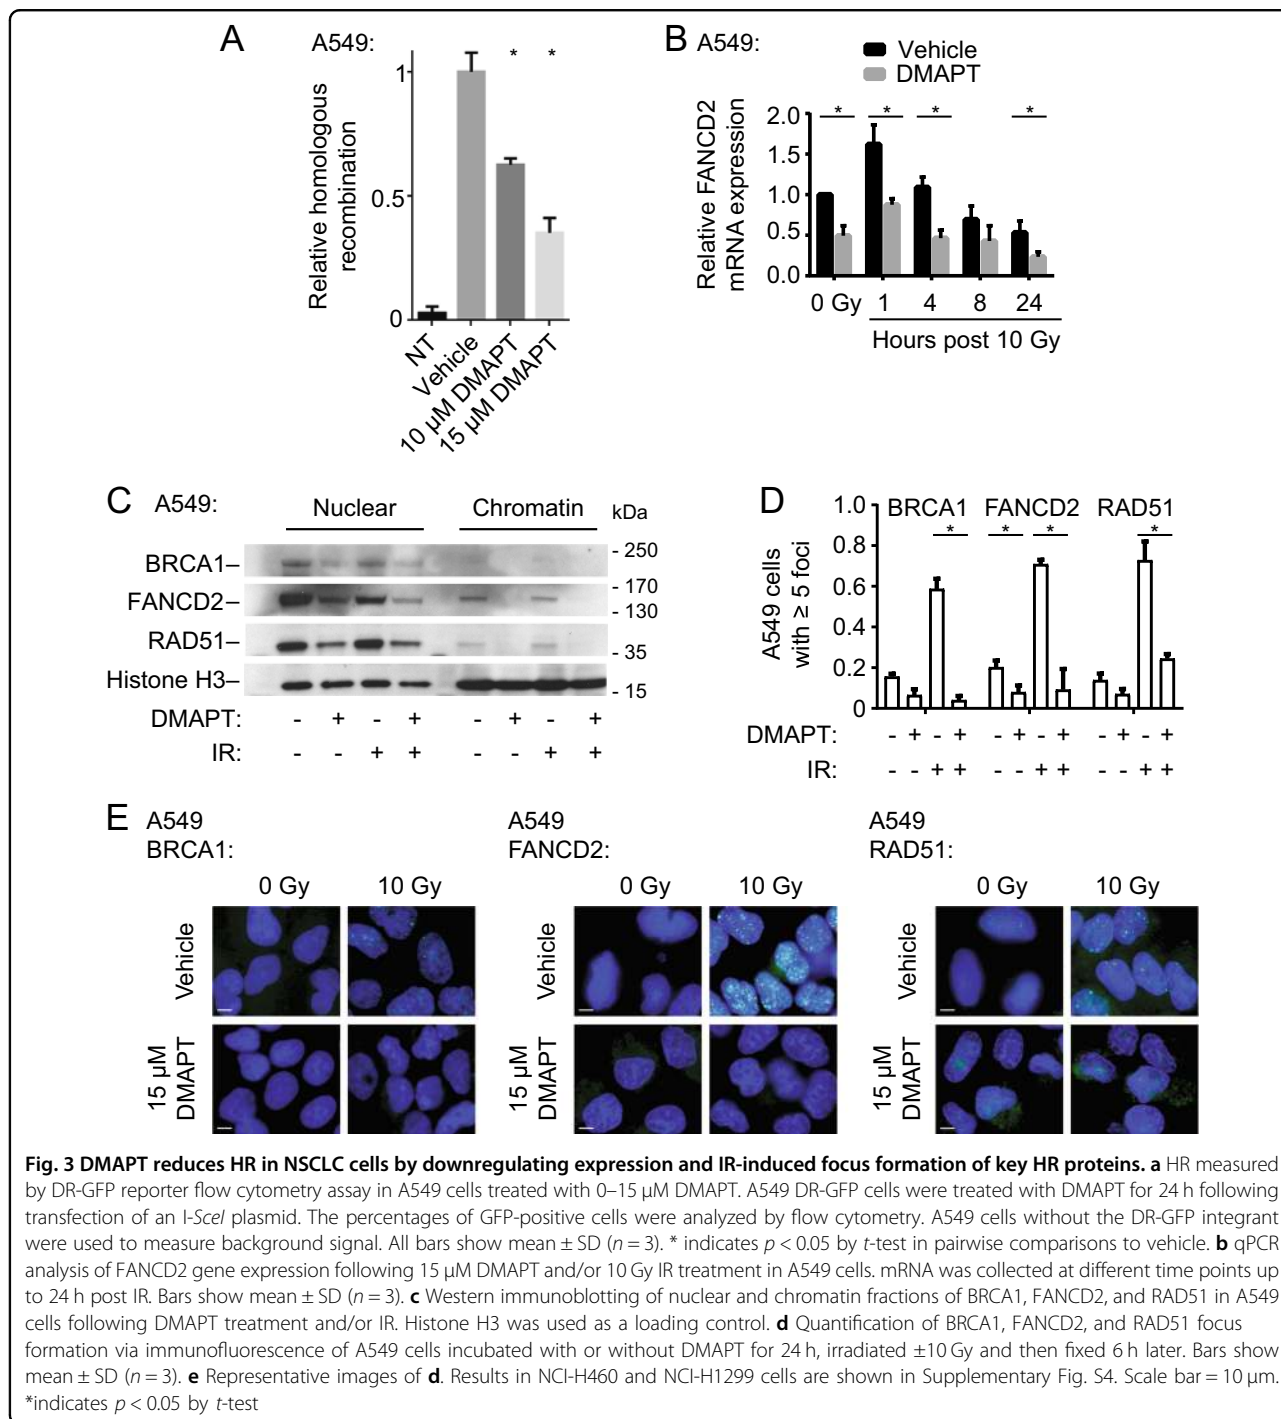 A
A549:
* *
Relative homologous
recombination
1
0.5
0
NT
Vehicle
10 µM DMAPT
15 µM DMAPT
B
A549:
Vehicle
DMAPT
Relative FANCD2
mRNA expression
* * * *
2.0
1.5
1.0
0.5
0.0
0 Gy 1 4 8 24
Hours post 10 Gy
C
A549:
Nuclear Chromatin kDa
BRCA1–
FANCD2–
RAD51–
Histone H3–
- 250
- 170
- 130
- 35
- 15
DMAPT: - + - + - + - +
IR: - - + + - - + +
D
A549 cells
with ≥ 5 foci
1.0
0.8
0.6
0.4
0.2
0
BRCA1 FANCD2 RAD51
* * * *
DMAPT: - + - + - + - + - + - +
IR: - - + + - - + + - - + +
E
A549
BRCA1:
0 Gy 10 Gy
Vehicle
15 µM
DMAPT
A549
FANCD2:
0 Gy 10 Gy
Vehicle
15 µM
DMAPT
A549
RAD51:
0 Gy 10 Gy
Vehicle
15 µM
DMAPT
Fig. 3 DMAPT reduces HR in NSCLC cells by downregulating expression and IR-induced focus formation of key HR proteins. a HR measured
by DR-GFP reporter flow cytometry assay in A549 cells treated with 0–15 µM DMAPT. A549 DR-GFP cells were treated with DMAPT for 24 h following
transfection of an I-SceI plasmid. The percentages of GFP-positive cells were analyzed by flow cytometry. A549 cells without the DR-GFP integrant
were used to measure background signal. All bars show mean ± SD (n = 3). * indicates p < 0.05 by t-test in pairwise comparisons to vehicle. b qPCR
analysis of FANCD2 gene expression following 15 µM DMAPT and/or 10 Gy IR treatment in A549 cells. mRNA was collected at different time points up
to 24 h post IR. Bars show mean ± SD (n = 3). c Western immunoblotting of nuclear and chromatin fractions of BRCA1, FANCD2, and RAD51 in A549
cells following DMAPT treatment and/or IR. Histone H3 was used as a loading control. d Quantification of BRCA1, FANCD2, and RAD51 focus
formation via immunofluorescence of A549 cells incubated with or without DMAPT for 24 h, irradiated ±10 Gy and then fixed 6 h later. Bars show
mean ± SD (n = 3). e Representative images of d. Results in NCI-H460 and NCI-H1299 cells are shown in Supplementary Fig. S4. Scale bar = 10 µm.
*indicates p < 0.05 by t-test